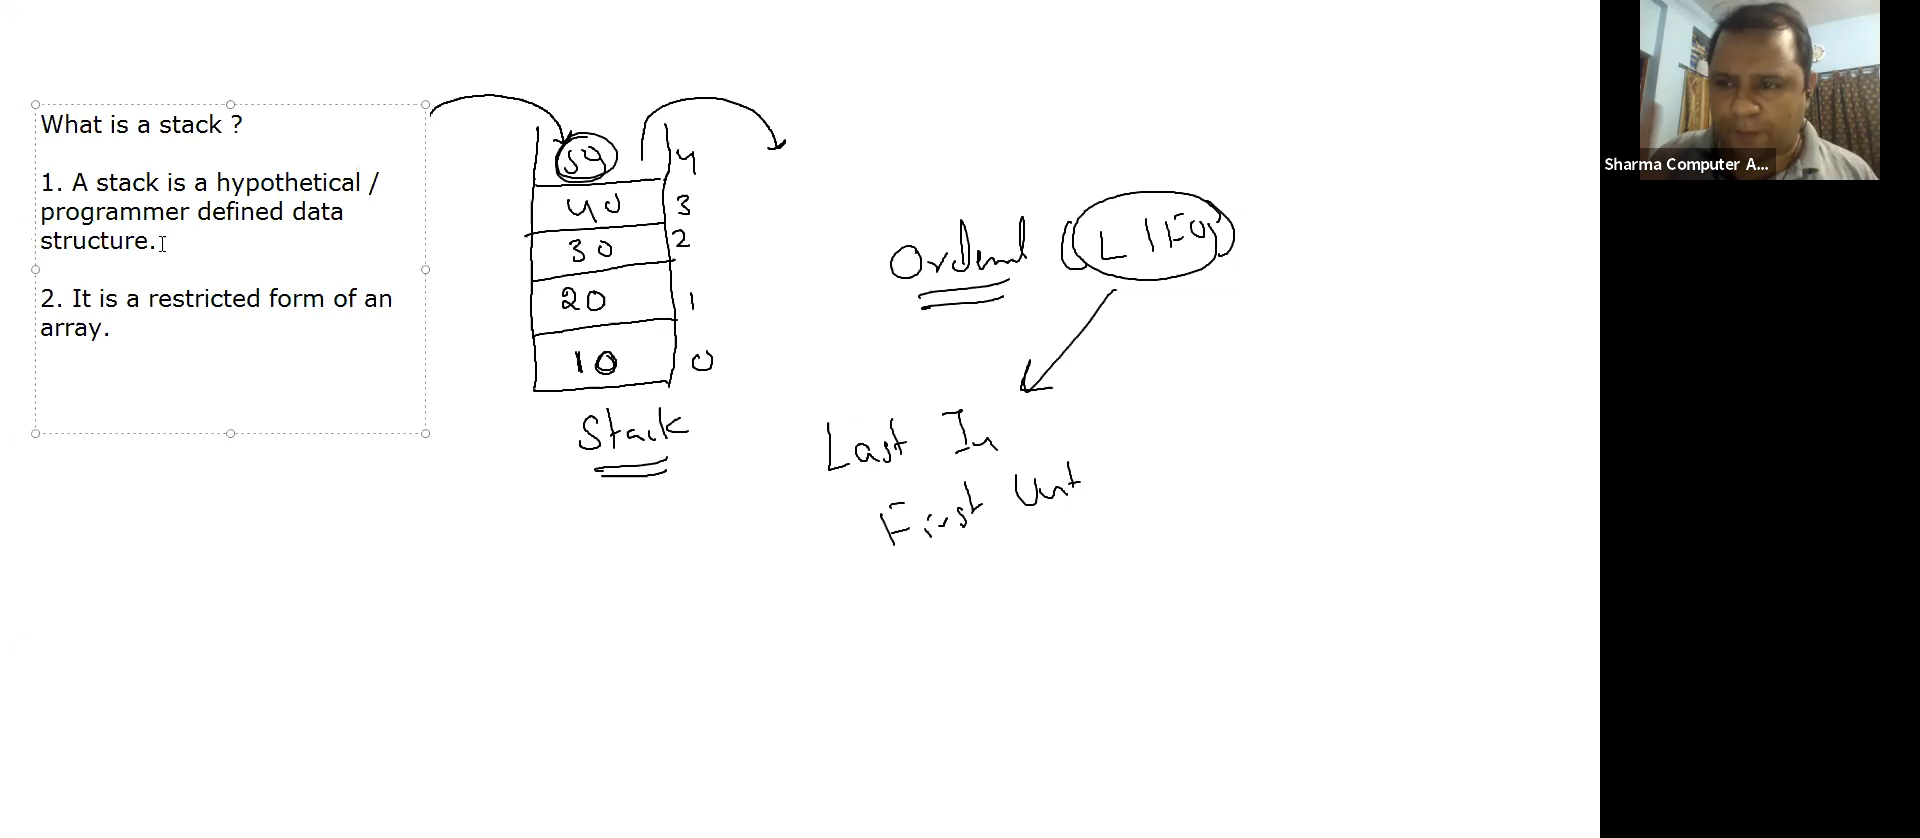 What is a stack ?
1. A stack is a hypothetical /
programmer defined data
structure.
2. It is a restricted form of an
array.
50 4
40 3
30 2
20 1
10 0
Stack
Ordered (LIFO)
Last In
First Out
Sharma Computer A...